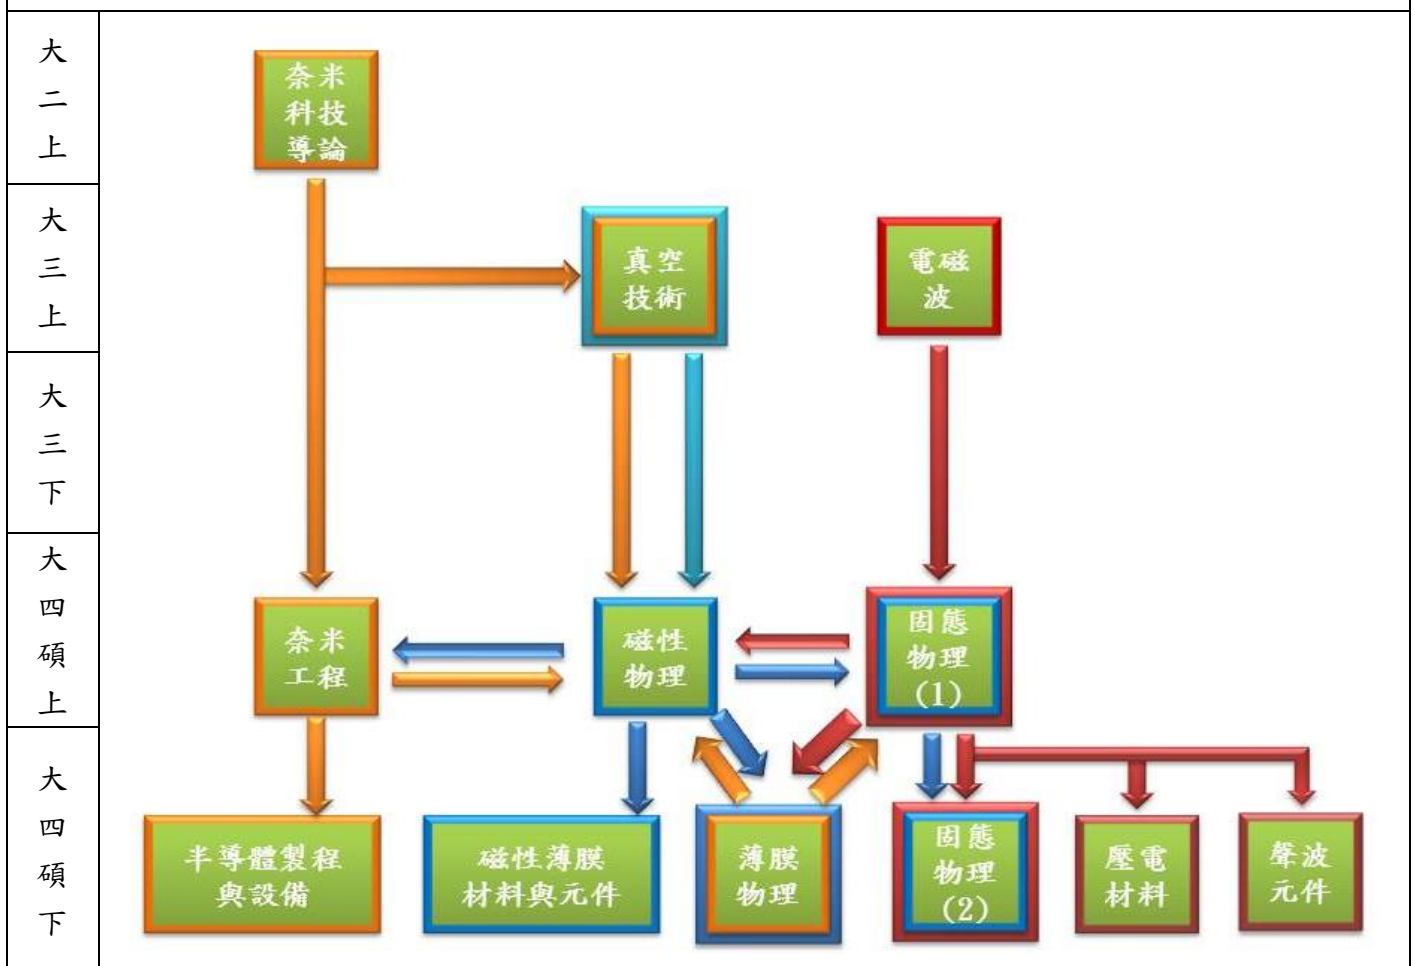 大
二
上
奈米
科技
導論
大
三
上
真空
技術
電磁
波
大
三
下
大
四
碩
上
奈米
工程
磁性
物理
固態
物理
(1)
大
四
碩
下
半導體製程
與設備
磁性薄膜
材料與元件
薄膜
物理
固態
物理
(2)
壓電
材料
聲波
元件